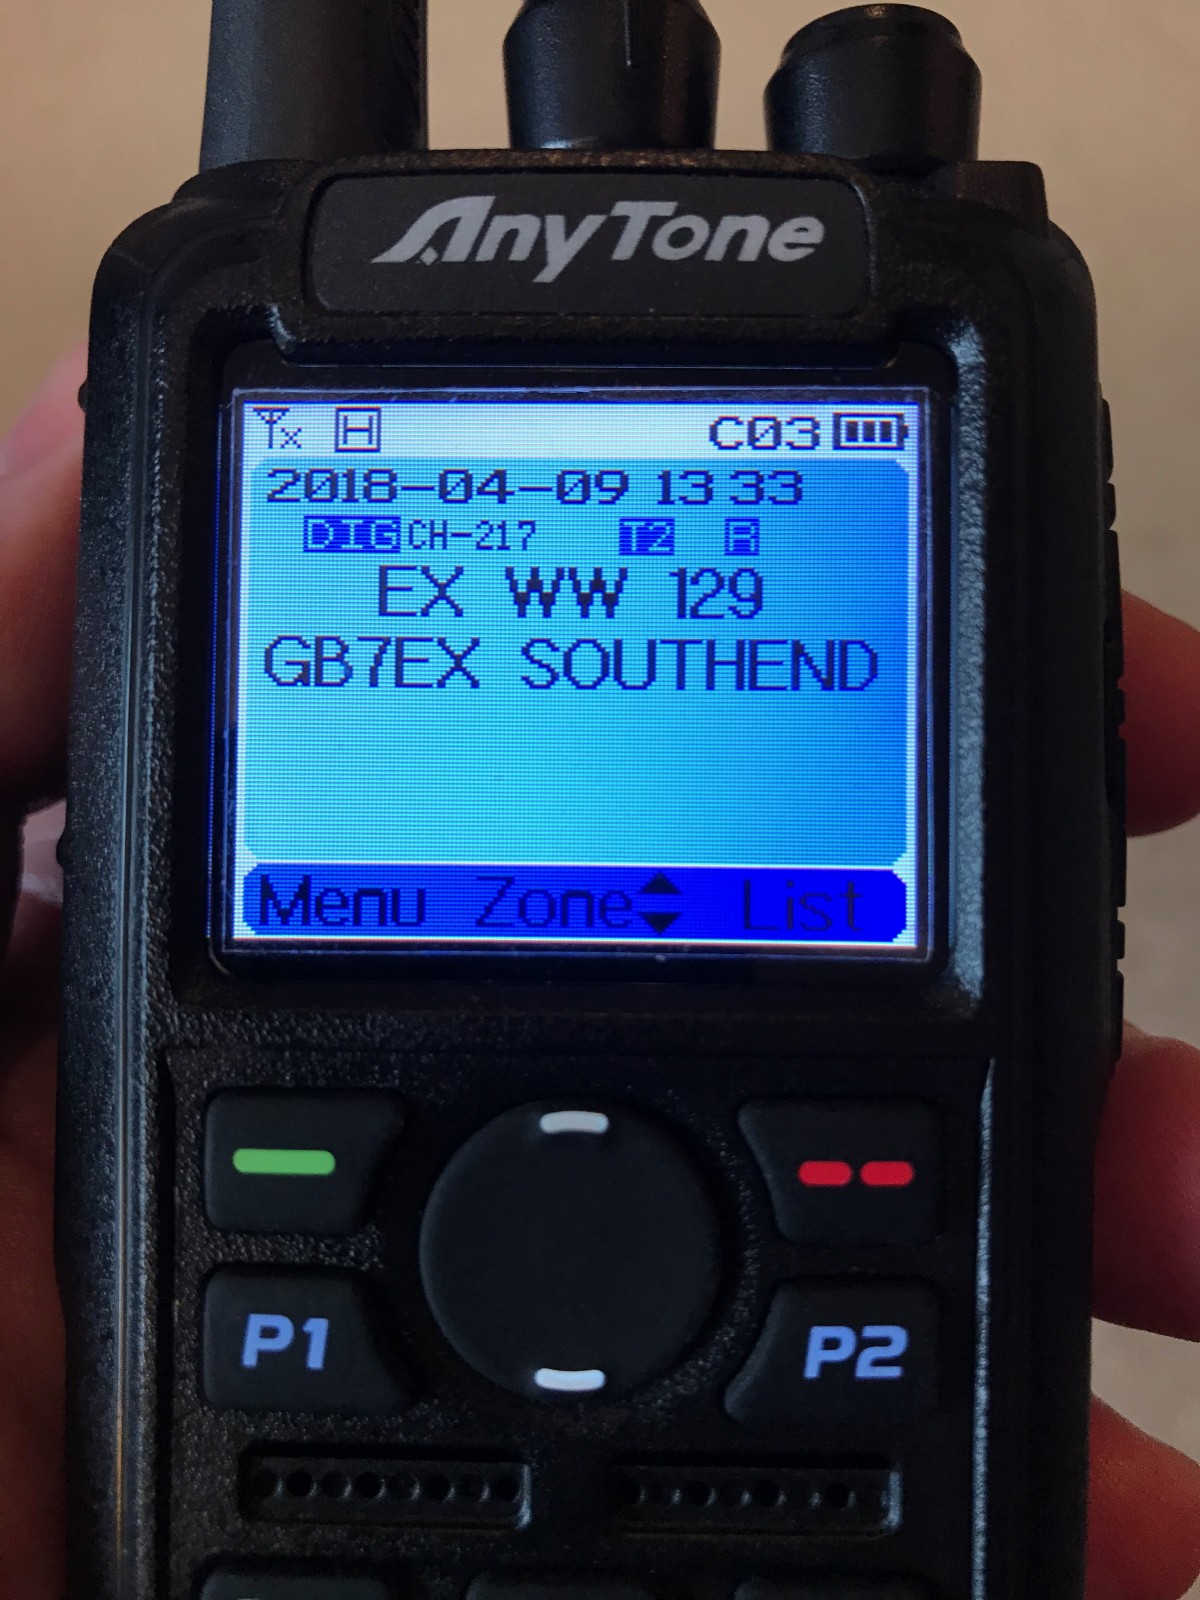 AnyTone
Tx H C03
2018-04-09 13 33
DIG CH-217 T2 R
EX WW 129
GB7EX SOUTHEND
Menu Zone List
P1 P2